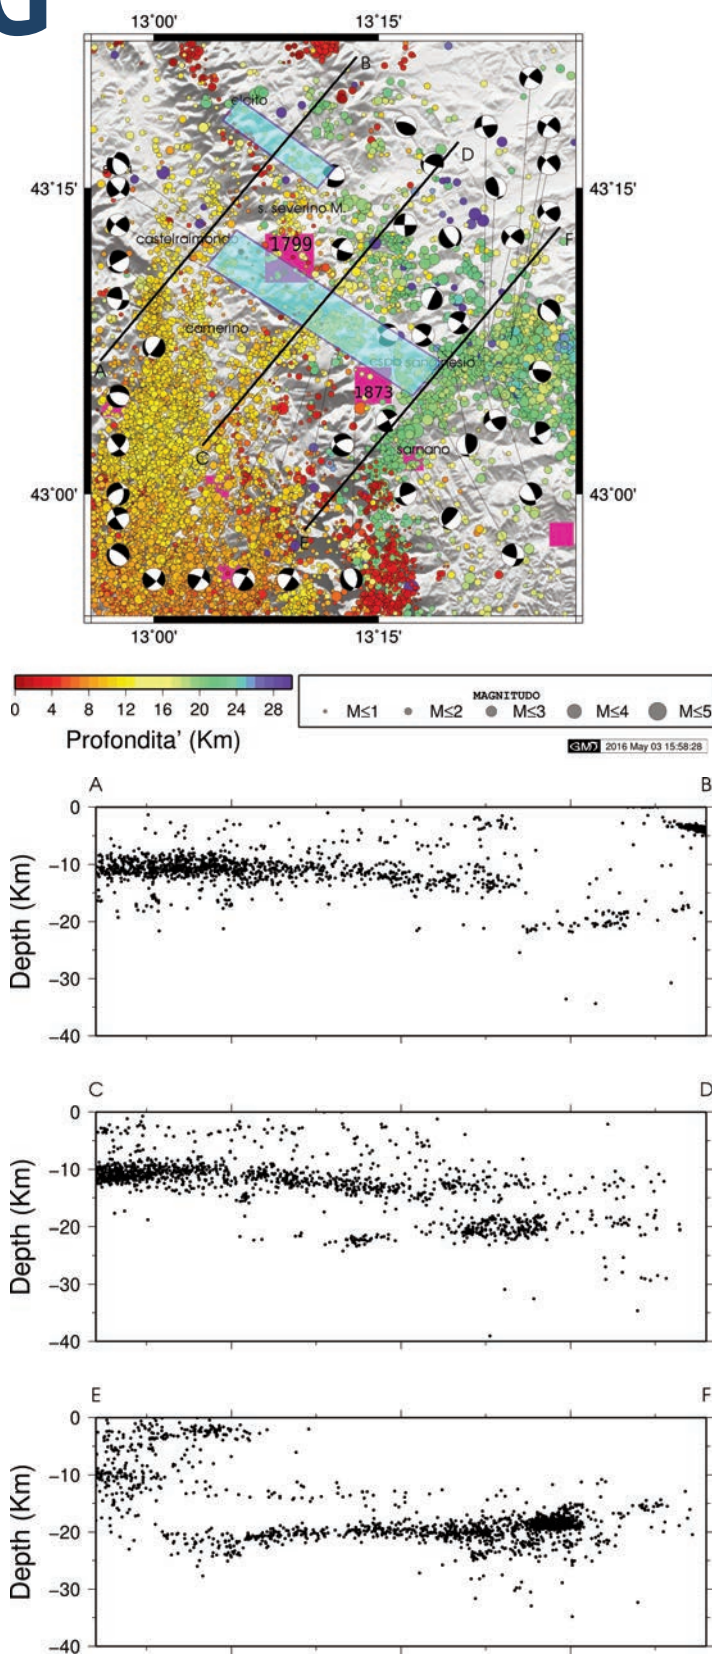 G
13°00' 13°15'
B
elcito
D
43°15' 43°15'
s. severino M.
F
castelraimondo
1799
camerino
A
1873
C
sarnano
43°00' 43°00'
E
13°00' 13°15'
0 4 8 12 16 20 24 28
Profondita' (Km)
MAGNITUDO
M≤1 M≤2 M≤3 M≤4 M≤5
GMT 2016 May 03 15:58:28
A B
0
−10
−20
−30
−40
Depth (Km)
C D
0
−10
−20
−30
−40
Depth (Km)
E F
0
−10
−20
−30
−40
Depth (Km)